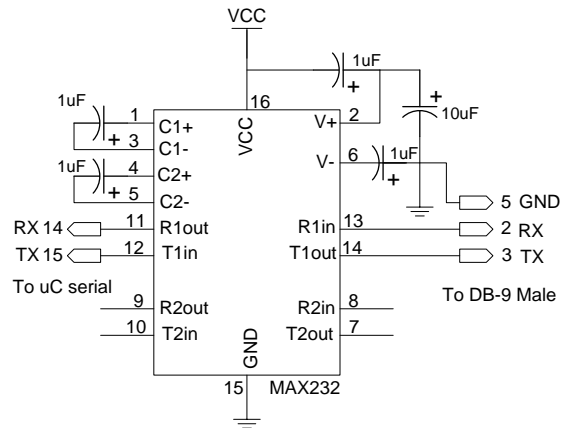 VCC
1uF
+
1uF
16
+
1
C1+
V+
2
10uF
+
3
C1-
VCC
1uF
4
C2+
V-
6
1uF
+
5
C2-
+
5 GND
RX 14
11
R1out
R1in
13
2 RX
TX 15
12
T1in
T1out
14
3 TX
To uC serial
To DB-9 Male
9
R2out
R2in
8
10
T2in
T2out
7
GND
15
MAX232